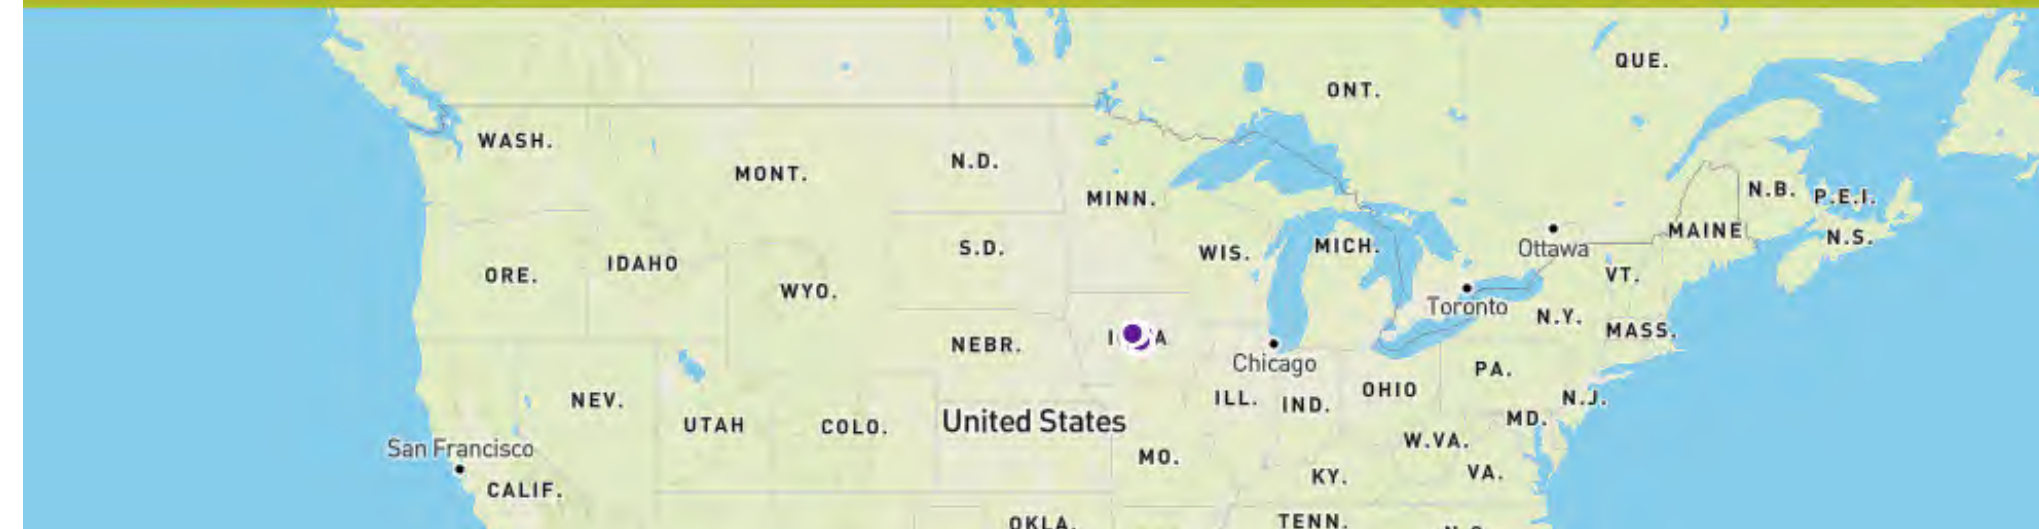 QUE.
ONT.
WASH.
N.D.
MONT.
N.B.
P.E.I.
MINN.
MAINE
N.S.
MICH.
S.D.
WIS.
Ottawa
IDAHO
ORE.
VT.
WYO.
Toronto
N.Y.
MASS.
I A
NEBR.
Chicago
PA.
OHIO
ILL.
IND.
N.J.
NEV.
MD.
United States
UTAH
COLO.
W.VA.
San Francisco
MO.
VA.
KY.
CALIF.
TENN.
OKLA.